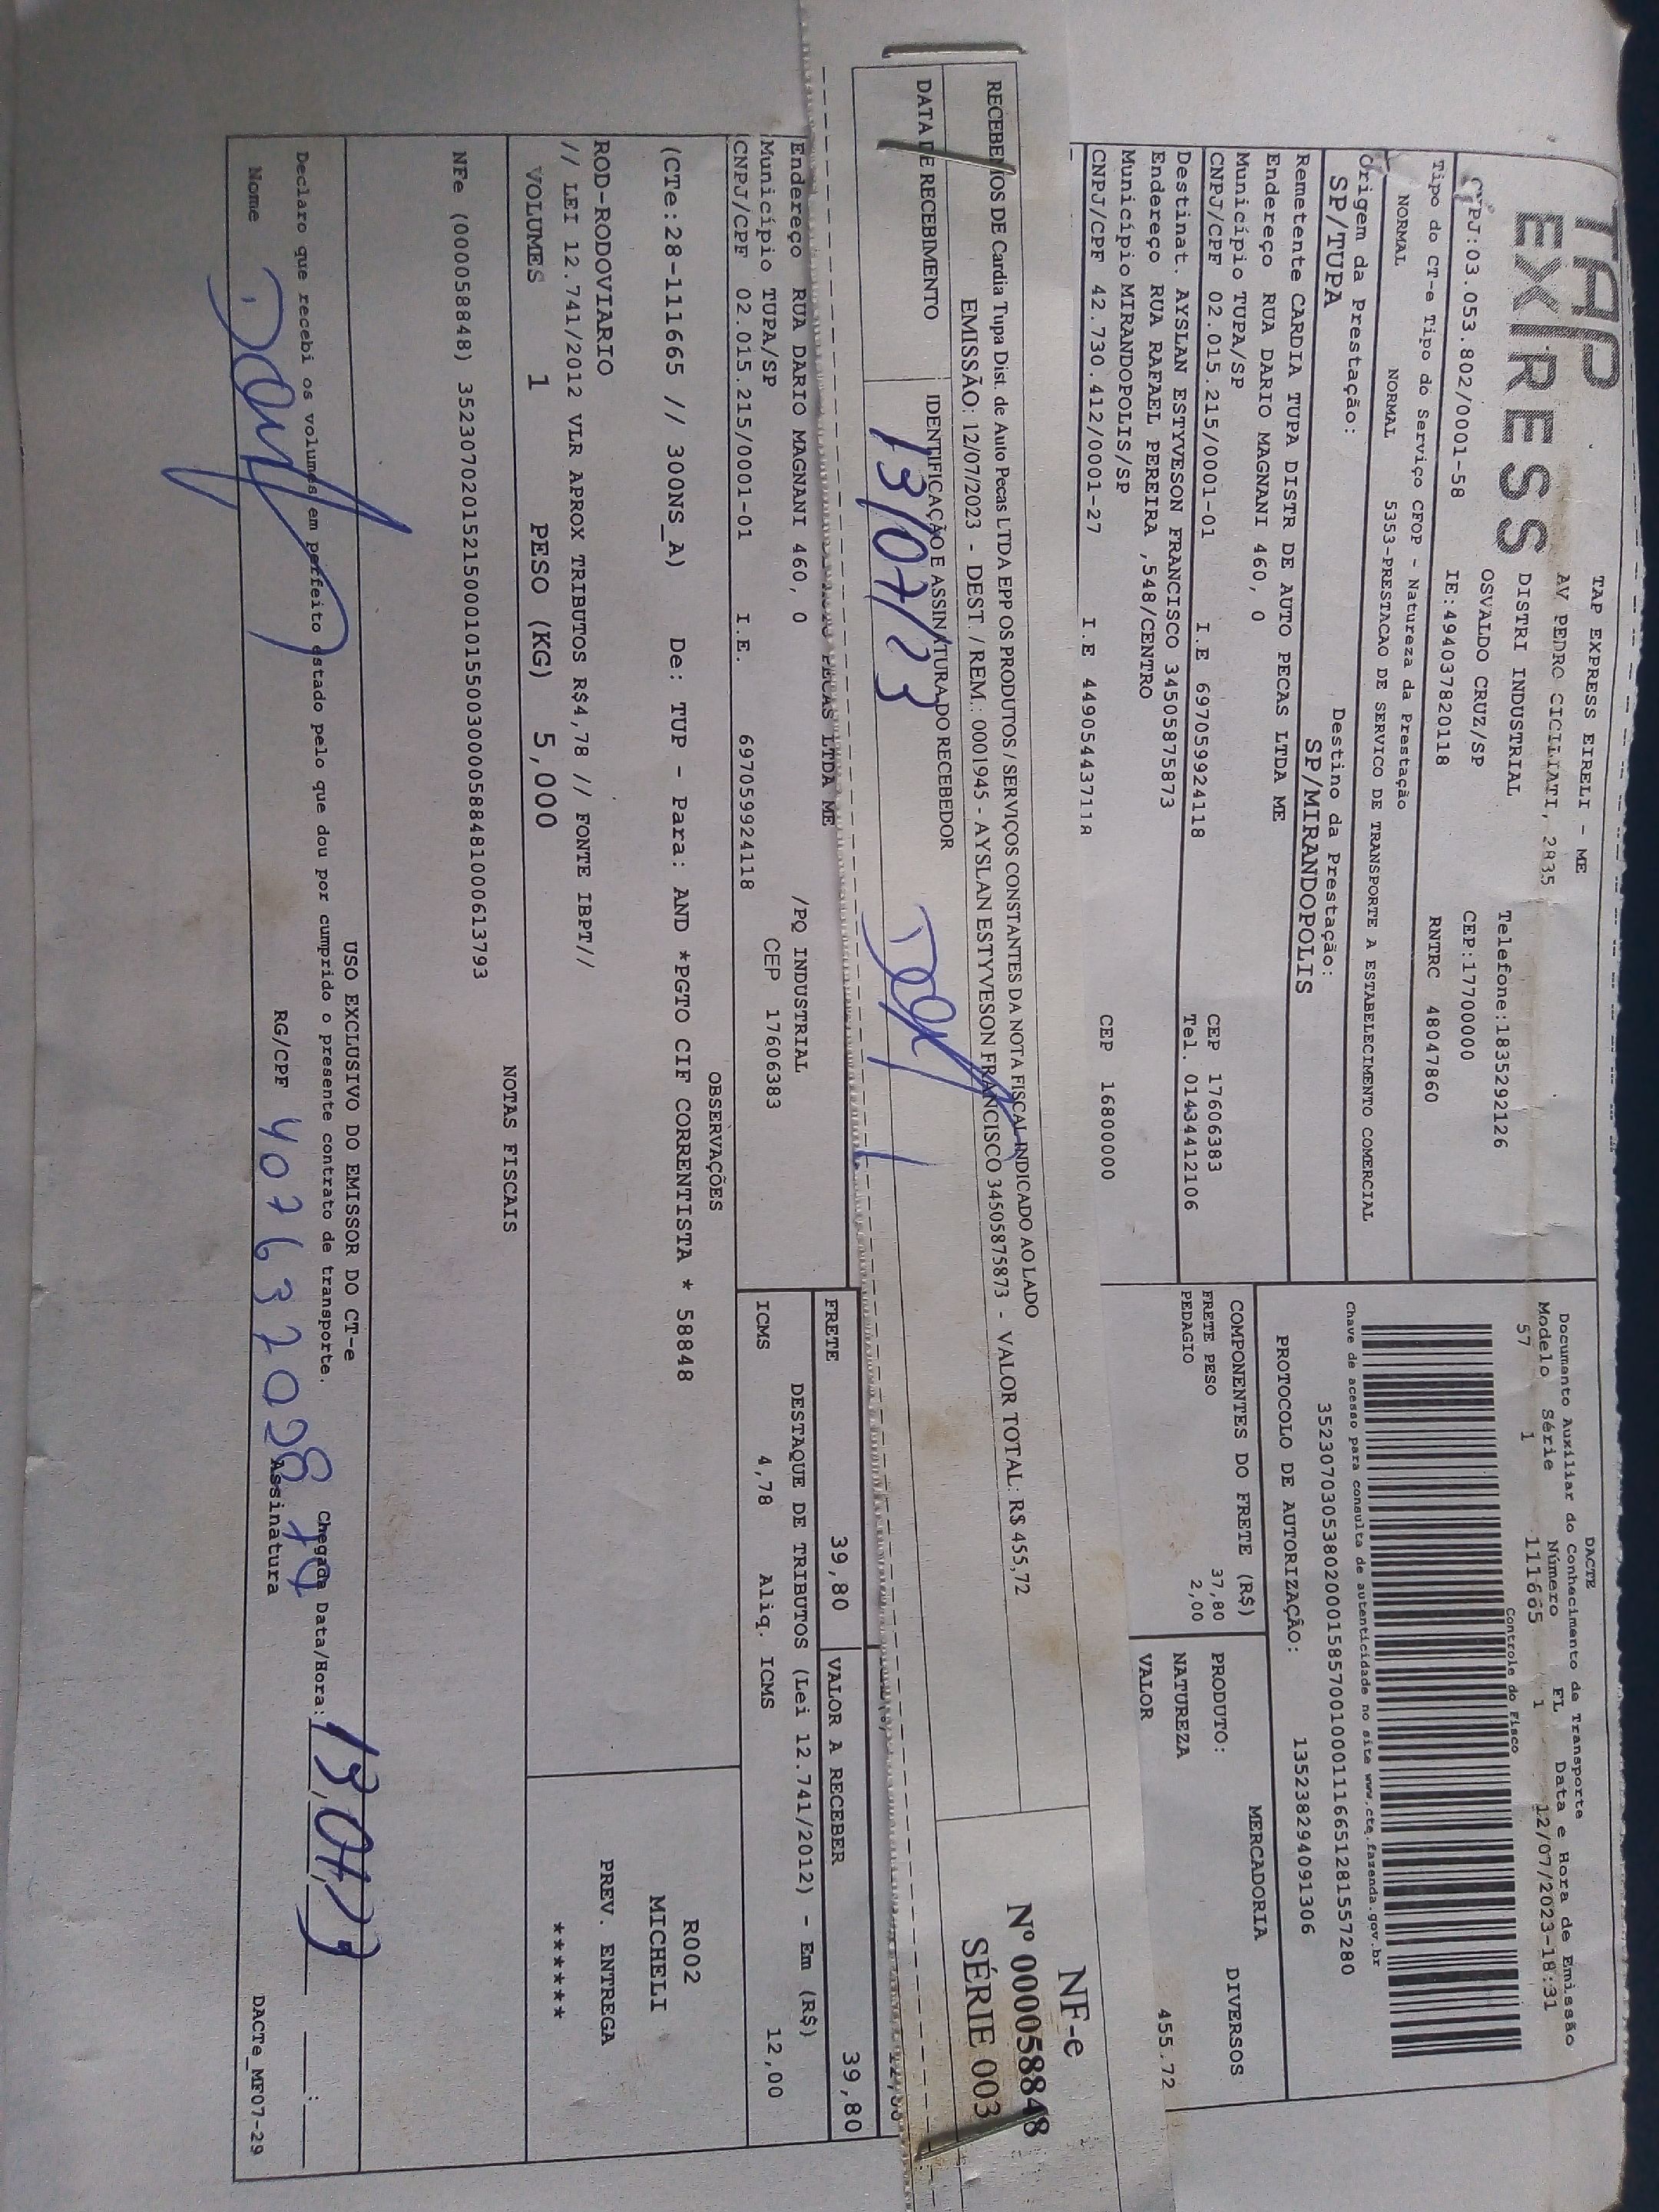 TAP
EXPRESS
TAP EXPRESS EIRELI - ME
AV PEDRO CICILIATI, 2835
DISTRI INDUSTRIAL
OSVALDO CRUZ/SP
Telefone:1835292126
CEP:17700000
CNPJ:03.053.802/0001-58 IE:494037820118 RNTRC 48047860
Tipo do CT-e Tipo do Serviço CFOP - Natureza da Prestação
NORMAL NORMAL 5353-PRESTACAO DE SERVICO DE TRANSPORTE A ESTABELECIMENTO COMERCIAL
Origem da Prestação: Destino da Prestação:
SP/TUPA SP/MIRANDOPOLIS
DACTE
Documento Auxiliar do Conhecimento de Transporte
Modelo Série Número FL Data e Hora de Emissão
57 1 111665 1 12/07/2023-18:31
Controle do Fisco
Chave de acesso para consulta de autenticidade no site www.cte.fazenda.gov.br
35230703053802000158570010001116651281557280
PROTOCOLO DE AUTORIZAÇÃO: 135238294091306
Remetente CARDIA TUPA DISTR DE AUTO PECAS LTDA ME
Endereço RUA DARIO MAGNANI 460, 0
Município TUPA/SP CEP 17606383
CNPJ/CPF 02.015.215/0001-01 I.E 697059924118 Tel. 01434412106
Destinat. AYSLAN ESTYVESON FRANCISCO 34505875873
Endereço RUA RAFAEL PEREIRA ,548/CENTRO
Município MIRANDOPOLIS/SP CEP 16800000
CNPJ/CPF 42.730.412/0001-27 I.E 449054437118
COMPONENTES DO FRETE (R$)
FRETE PESO 37,80
PEDAGIO 2,00
MERCADORIA
PRODUTO: DIVERSOS
NATUREZA
VALOR 455.72
RECEBEMOS DE Cardia Tupa Dist. de Auto Pecas LTDA EPP OS PRODUTOS / SERVIÇOS CONSTANTES DA NOTA FISCAL INDICADO AO LADO
EMISSÃO: 12/07/2023 - DEST. / REM.: 0001945 - AYSLAN ESTYVESON FRANCISCO 34505875873 - VALOR TOTAL: R$ 455,72
DATA DE RECEBIMENTO IDENTIFICAÇÃO E ASSINATURA DO RECEBEDOR
13/07/23
NF-e
Nº 000058848
SÉRIE 003
PECAS LTDA ME
Endereço RUA DARIO MAGNANI 460, 0 /PQ INDUSTRIAL
Município TUPA/SP CEP 17606383
CNPJ/CPF 02.015.215/0001-01 I.E. 697059924118
FRETE 39,80 VALOR A RECEBER 39,80
DESTAQUE DE TRIBUTOS (Lei 12.741/2012) - Em (R$)
ICMS 4,78 Aliq. ICMS 12,00
OBSERVAÇÕES
(CTe:28-111665 // 300NS_A) De: TUP - Para: AND *PGTO CIF CORRENTISTA * 58848
ROD-RODOVIARIO
// LEI 12.741/2012 VLR APROX TRIBUTOS R$4,78 // FONTE IBPT//
R002
MICHELI
PREV. ENTREGA
*******
VOLUMES 1 PESO (KG) 5,000
NOTAS FISCAIS
NFe (000058848) 35230702015215000101550030000588481000613793
USO EXCLUSIVO DO EMISSOR DO CT-e
Declaro que recebi os volumes em perfeito estado pelo que dou por cumprido o presente contrato de transporte. Chegada Data/Hora: 13/07/23 :
Nome RG/CPF Assinatura
DACTe_MF07-29